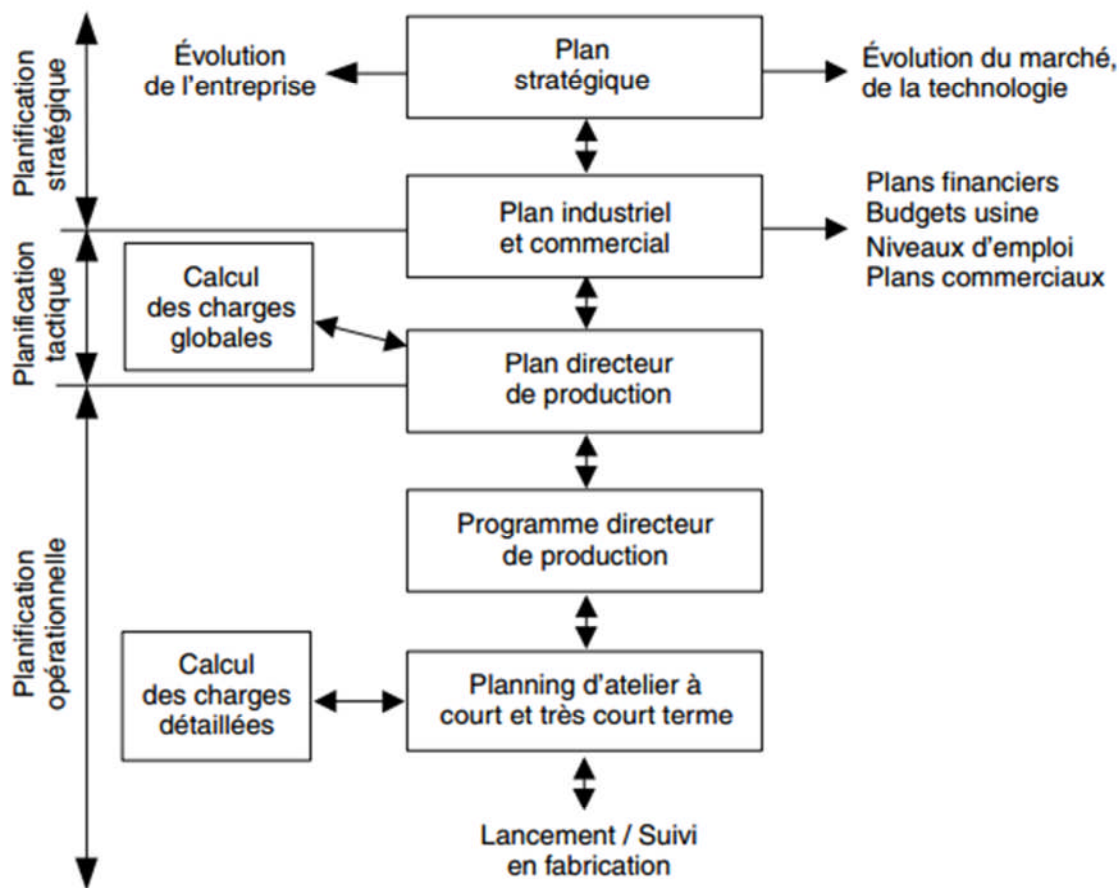 Planification
stratégique
Évolution
de l'entreprise
Plan
stratégique
Évolution du marché,
de la technologie
Plan industriel
et commercial
Plans financiers
Budgets usine
Niveaux d'emploi
Plans commerciaux
Planification
tactique
Calcul
des charges
globales
Plan directeur
de production
Planification
opérationnelle
Programme directeur
de production
Calcul
des charges
détaillées
Planning d'atelier à
court et très court terme
Lancement / Suivi
en fabrication